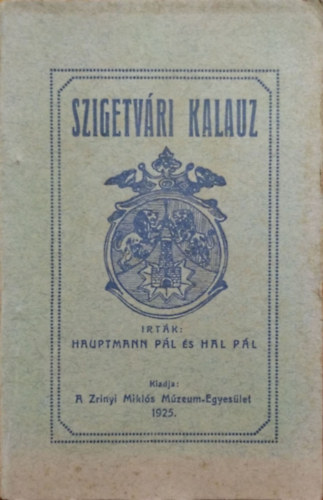 SZIGETVÁRI KALAUZ
IRTÁK:
HAUPTMANN PÁL ÉS HAL PÁL
Kiadja:
A Zrinyi Miklós Múzeum-Egyesület
1925.